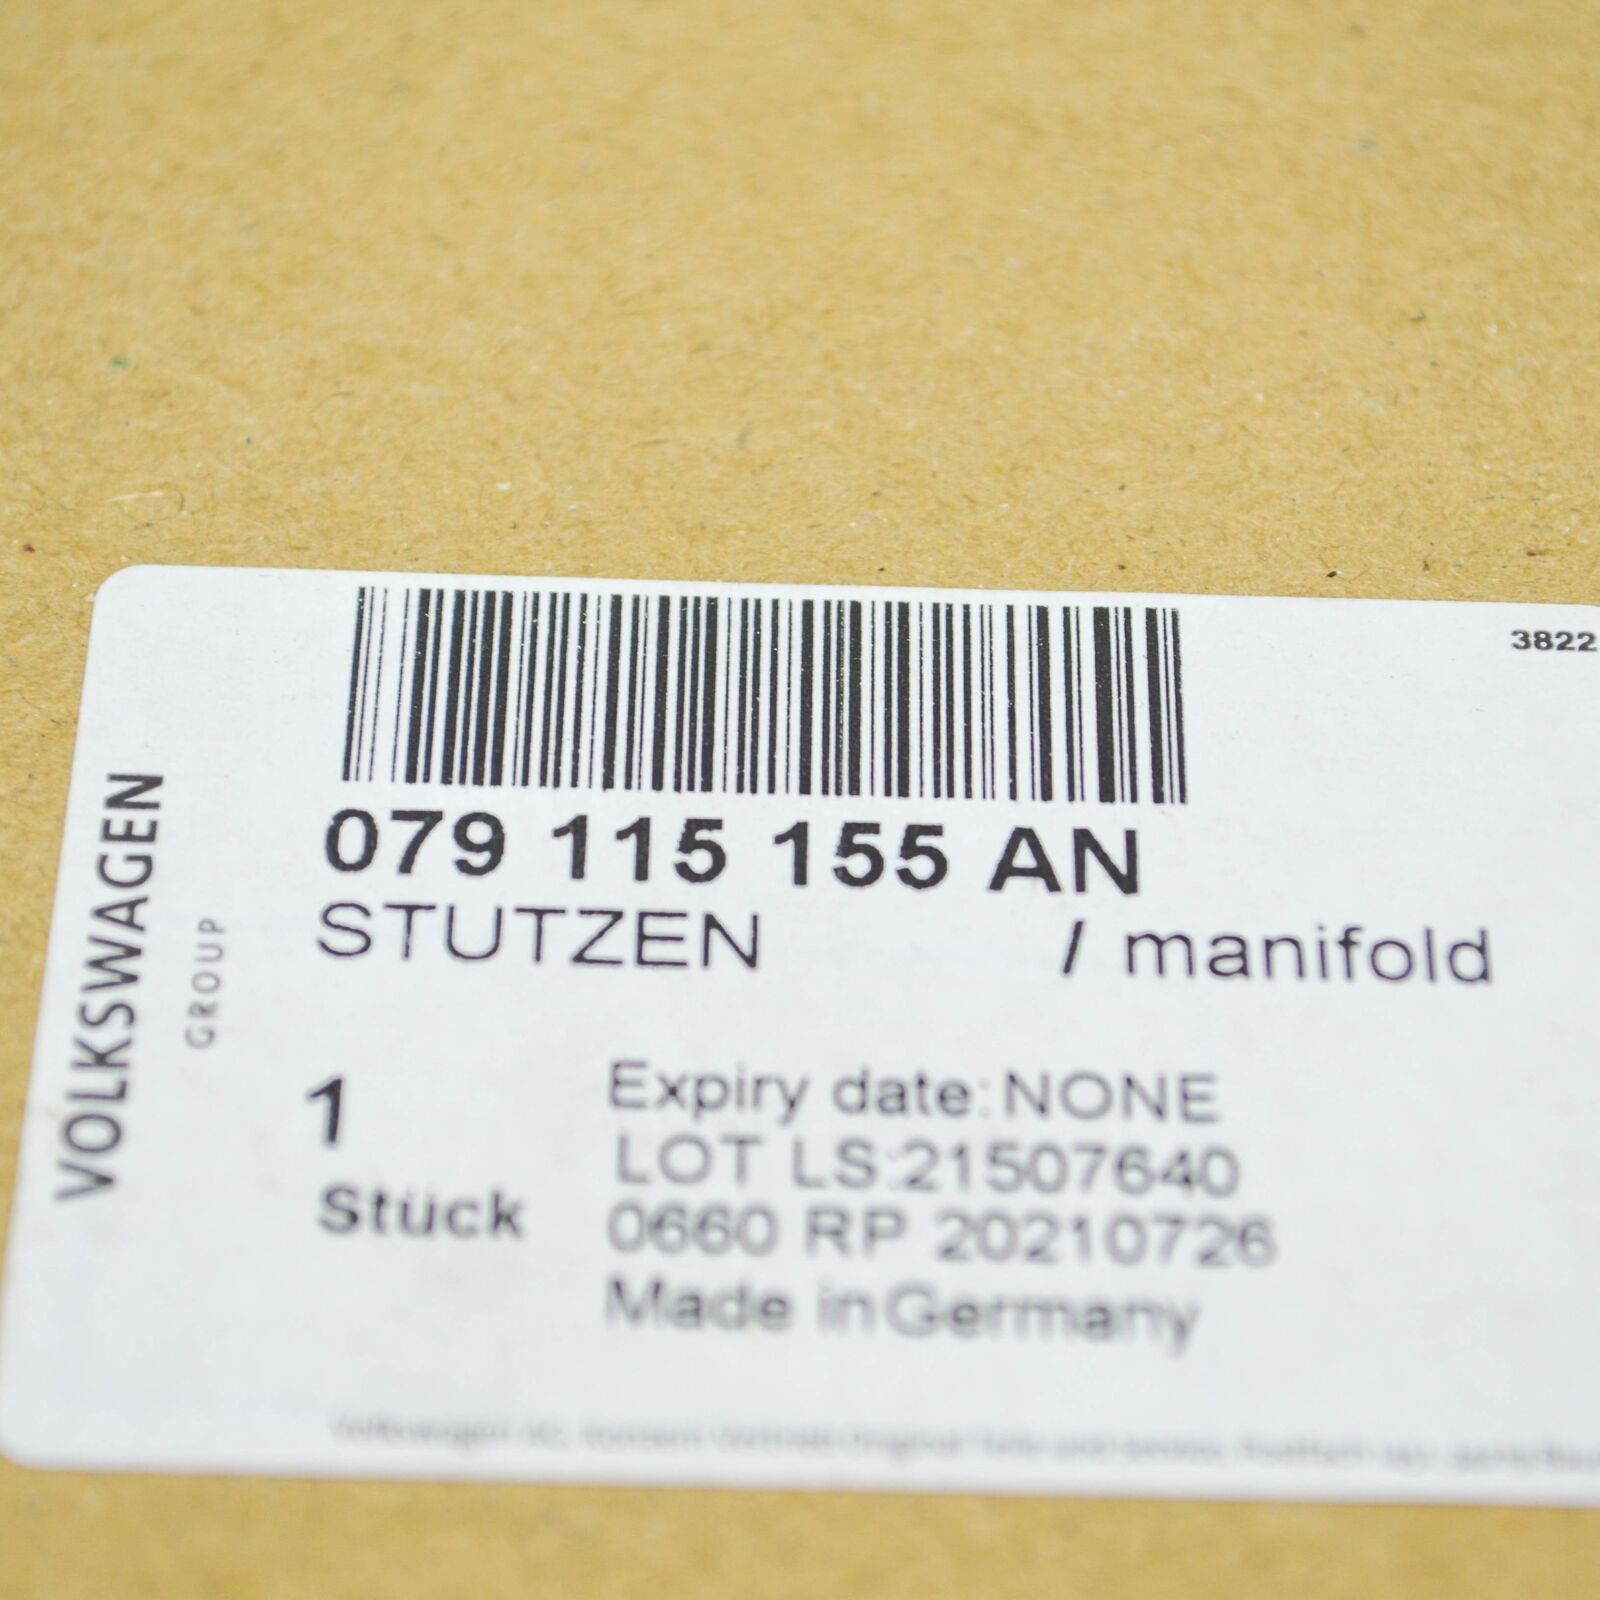 3822
079 115 155 AN
STUTZEN / manifold
VOLKSWAGEN
GROUP
1
Stück
Expiry date: NONE
LOT LS:21507640
0660 RP 20210726
Made in Germany